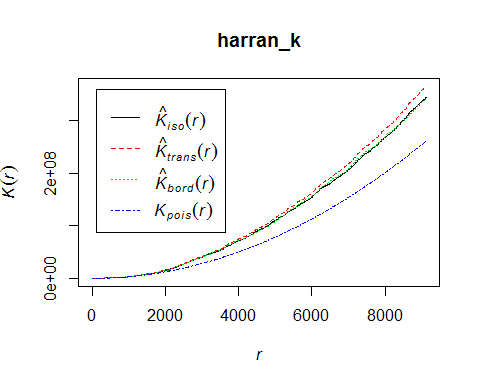 harran_k
K̂iso(r)
K̂trans(r)
K̂bord(r)
Kpois(r)
K(r)
0e+00
2e+08
0 2000 4000 6000 8000
r